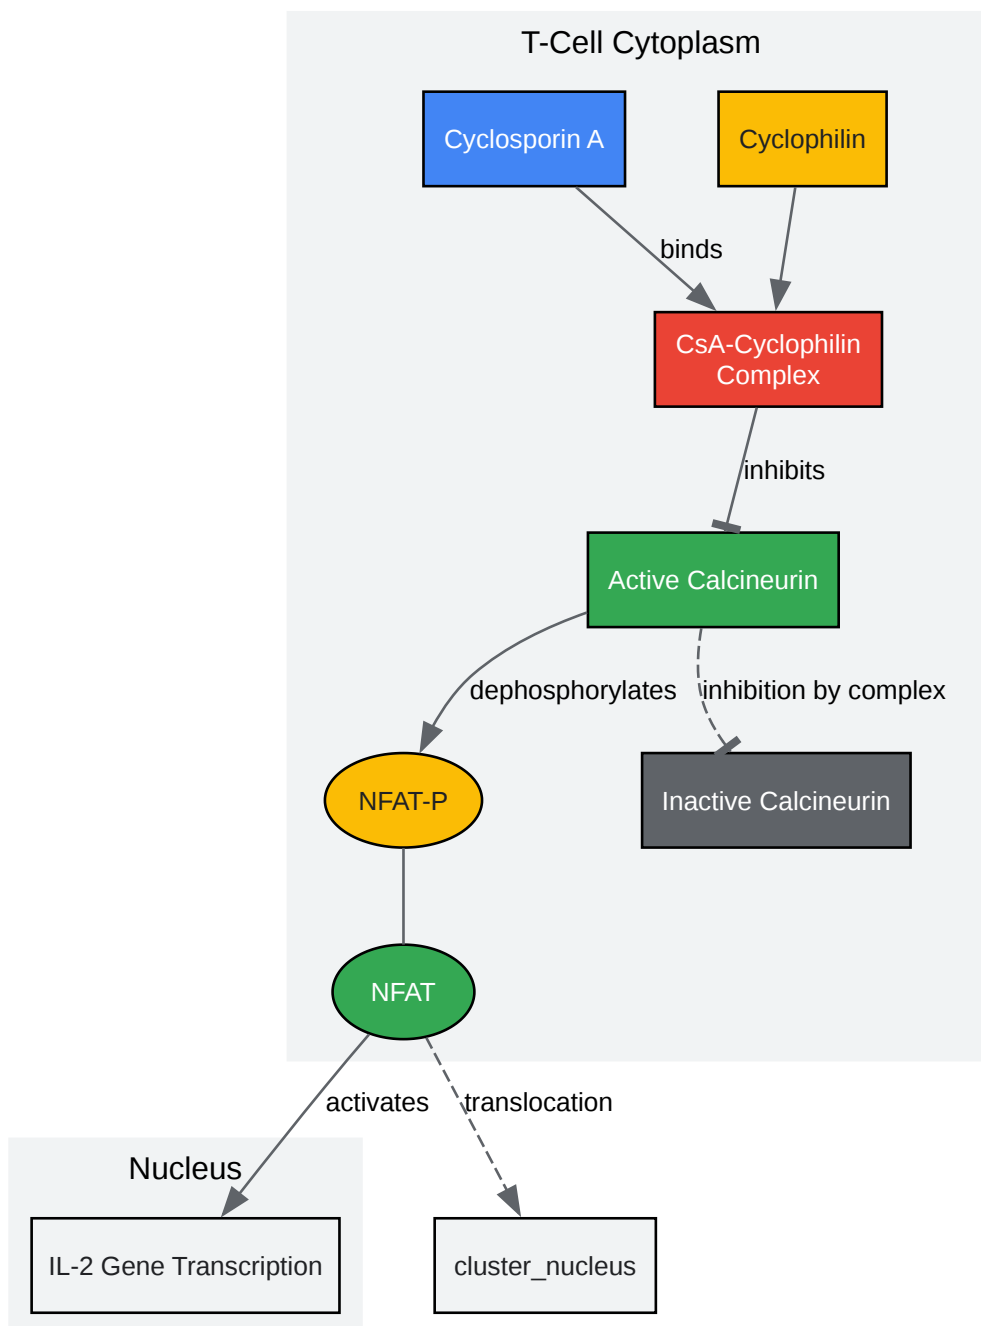 T-Cell Cytoplasm
Cyclosporin A
Cyclophilin
binds
CsA-Cyclophilin
Complex
inhibits
Active Calcineurin
dephosphorylates
inhibition by complex
NFAT-P
Inactive Calcineurin
NFAT
activates
translocation
Nucleus
IL-2 Gene Transcription
cluster_nucleus